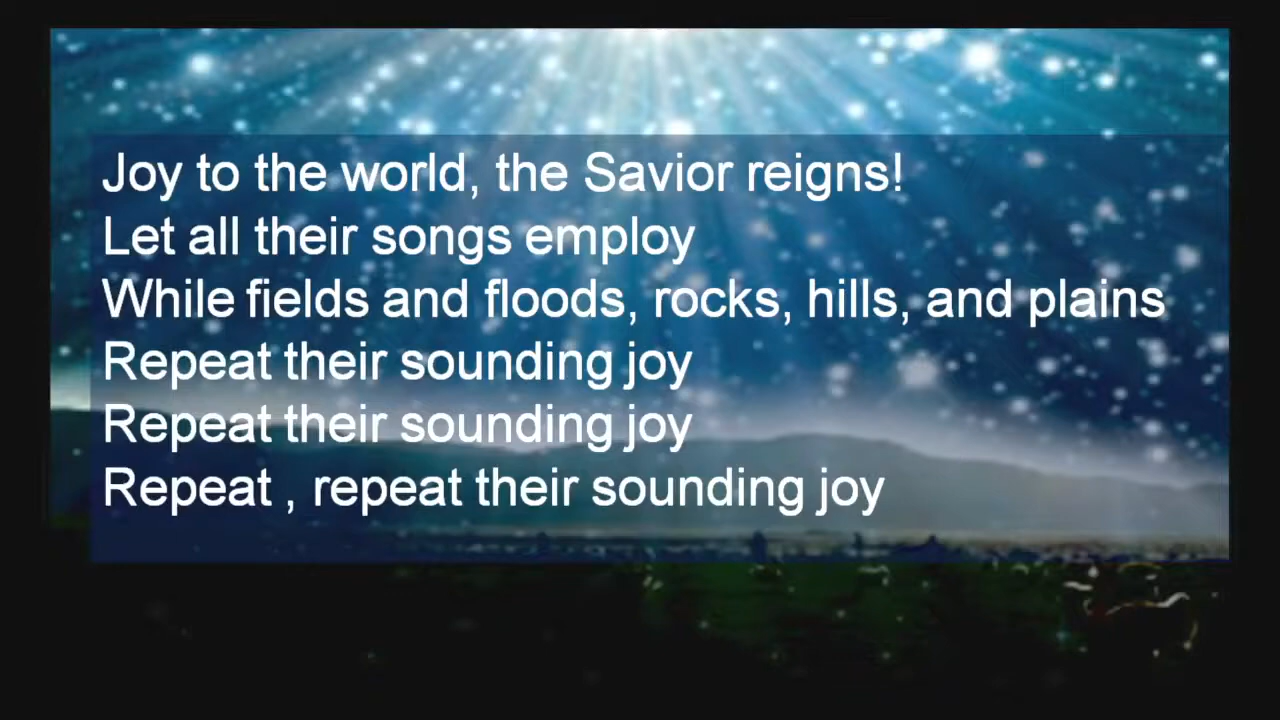 Joy to the world, the Savior reigns!
Let all their songs employ
While fields and floods, rocks, hills, and plains
Repeat their sounding joy
Repeat their sounding joy
Repeat , repeat their sounding joy